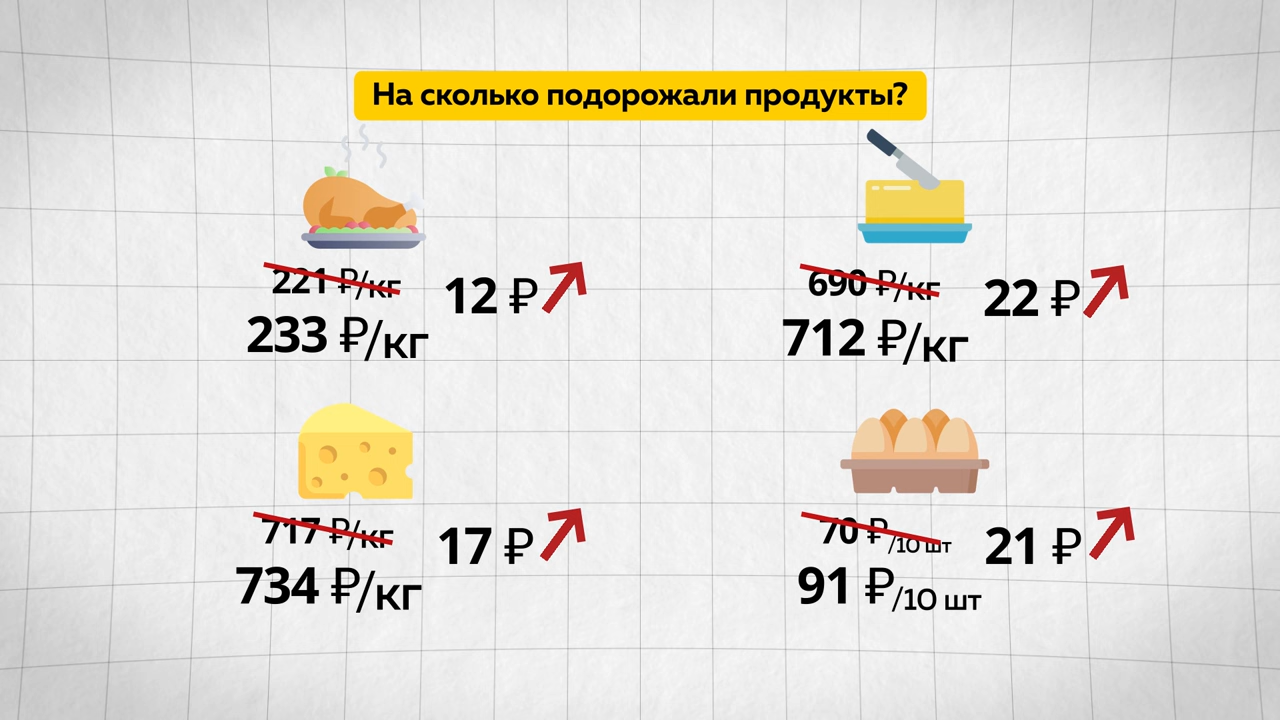 На сколько подорожали продукты?
221 ₽/кг
12 ₽
233 ₽/кг
690 ₽/кг
22 ₽
712 ₽/кг
717 ₽/кг
17 ₽
734 ₽/кг
70 ₽/10 шт
21 ₽
91 ₽/10 шт